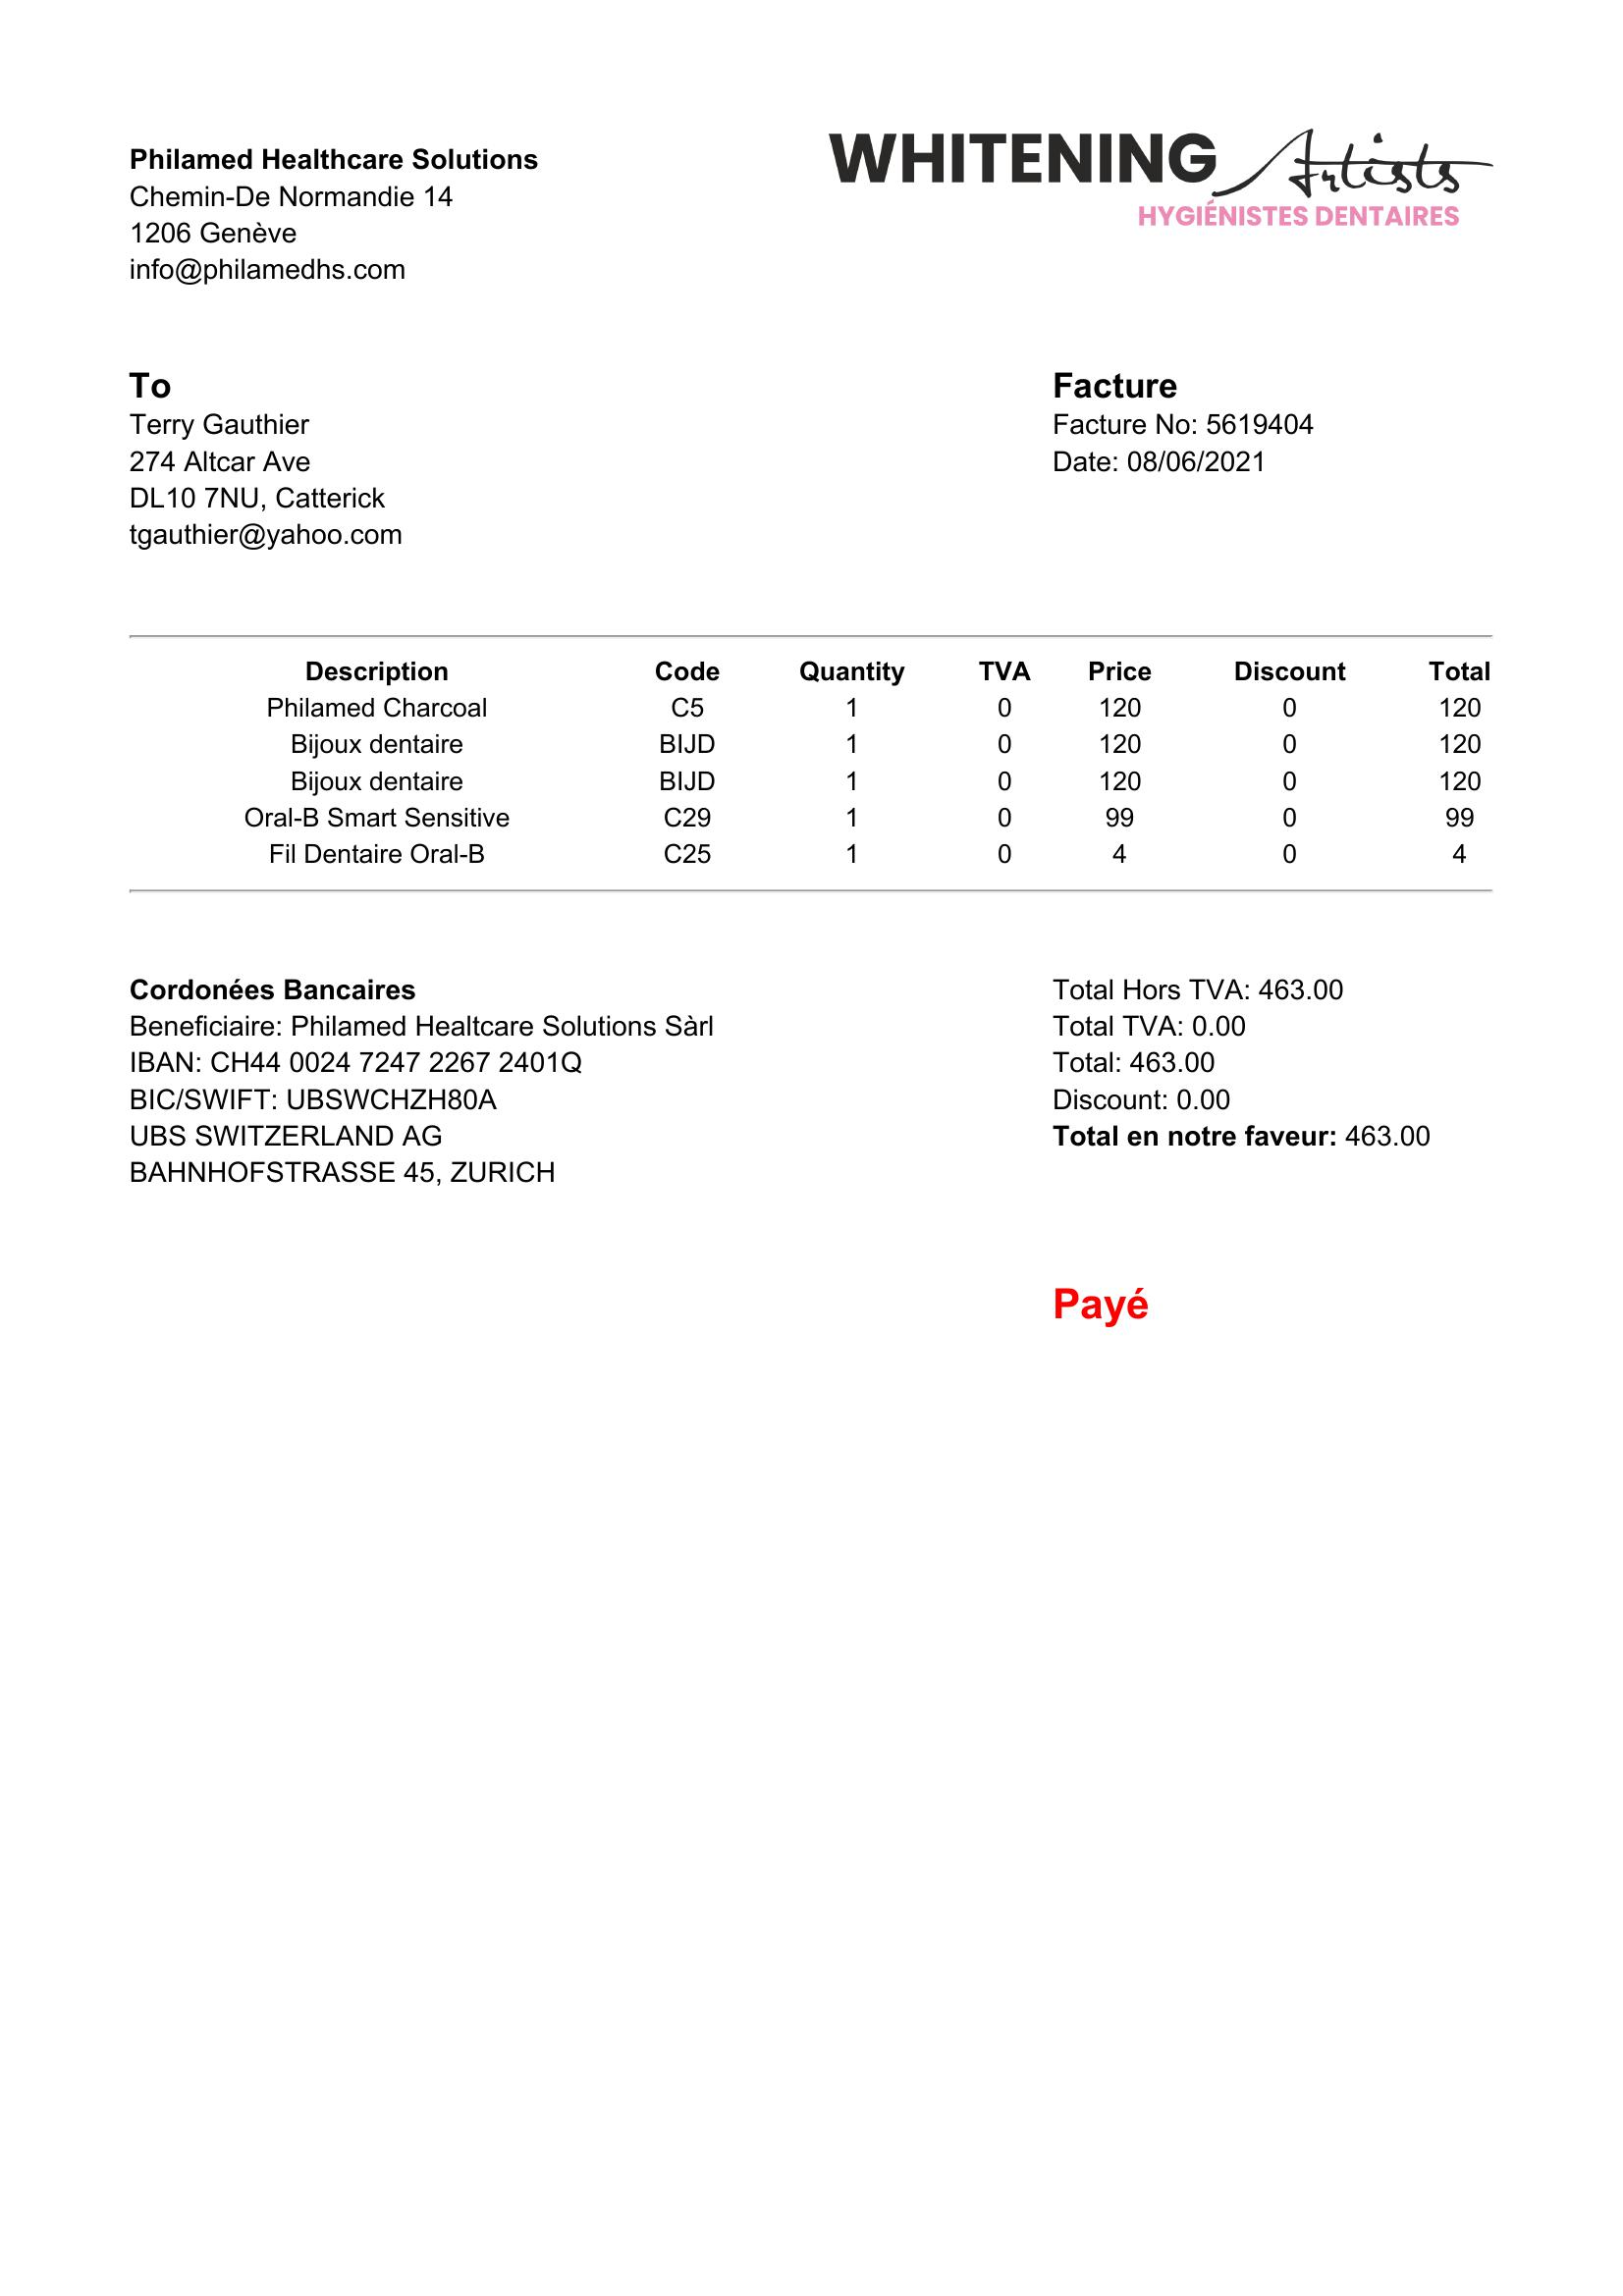 Philamed Healthcare Solutions
Chemin-De Normandie 14
1206 Genève
info@philamedhs.com
WHITENING Artists
HYGIÉNISTES DENTAIRES
To
Terry Gauthier
274 Altcar Ave
DL10 7NU, Catterick
tgauthier@yahoo.com
Facture
Facture No: 5619404
Date: 08/06/2021
Description Code Quantity TVA Price Discount Total
Philamed Charcoal C5 1 0 120 0 120
Bijoux dentaire BIJD 1 0 120 0 120
Bijoux dentaire BIJD 1 0 120 0 120
Oral-B Smart Sensitive C29 1 0 99 0 99
Fil Dentaire Oral-B C25 1 0 4 0 4
Cordonées Bancaires
Beneficiaire: Philamed Healtcare Solutions Sàrl
IBAN: CH44 0024 7247 2267 2401Q
BIC/SWIFT: UBSWCHZH80A
UBS SWITZERLAND AG
BAHNHOFSTRASSE 45, ZURICH
Total Hors TVA: 463.00
Total TVA: 0.00
Total: 463.00
Discount: 0.00
Total en notre faveur: 463.00
Payé